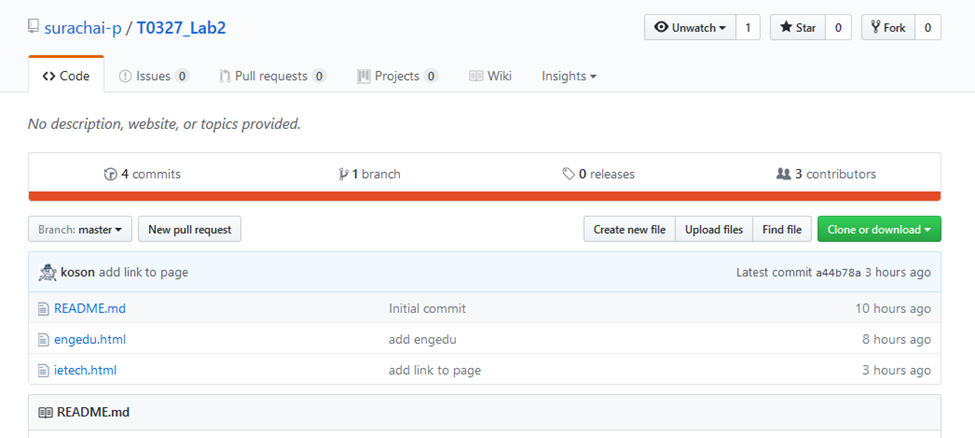 surachai-p / T0327_Lab2 Unwatch 1 Star 0 Fork 0
Code Issues 0 Pull requests 0 Projects 0 Wiki Insights
No description, website, or topics provided.
4 commits 1 branch 0 releases 3 contributors
Branch: master New pull request Create new file Upload files Find file Clone or download
koson add link to page Latest commit a44b78a 3 hours ago
README.md Initial commit 10 hours ago
engedu.html add engedu 8 hours ago
ietech.html add link to page 3 hours ago
README.md